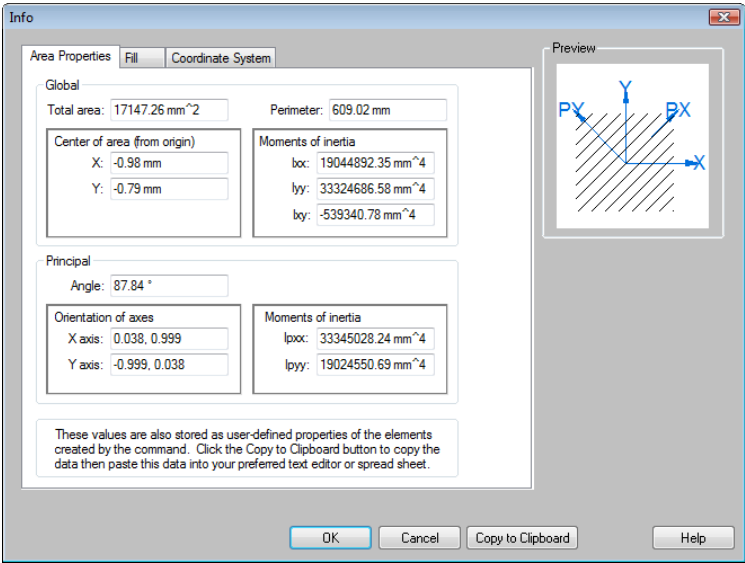 Info
Area Properties Fill Coordinate System
Global
Total area: 17147.26 mm^2 Perimeter: 609.02 mm
Center of area (from origin)
X: -0.98 mm
Y: -0.79 mm
Moments of inertia
Ixx: 19044892.35 mm^4
Iyy: 33324686.58 mm^4
Ixy: -539340.78 mm^4
Principal
Angle: 87.84 °
Orientation of axes
X axis: 0.038, 0.999
Y axis: -0.999, 0.038
Moments of inertia
Ipxx: 33345028.24 mm^4
Ipyy: 19024550.69 mm^4
These values are also stored as user-defined properties of the elements
created by the command. Click the Copy to Clipboard button to copy the
data then paste this data into your preferred text editor or spread sheet.
Preview
Y
PY PX
X
OK Cancel Copy to Clipboard Help